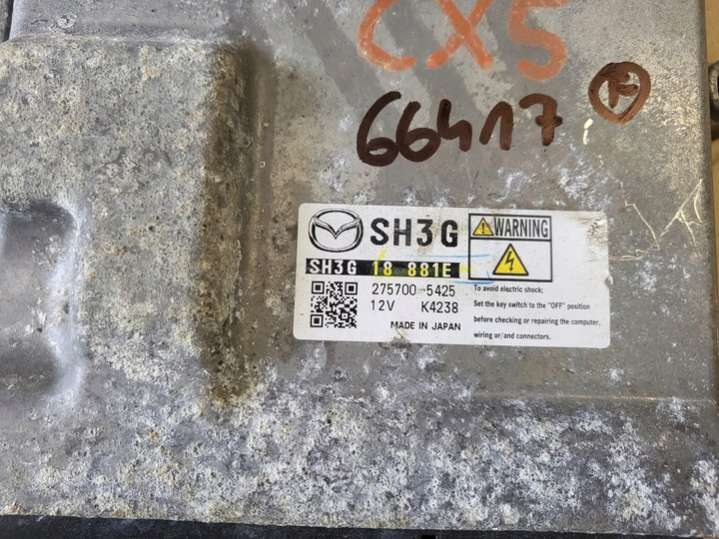 CX5
66417
SH3G
WARNING
SH3G 18 881E
275700-5425
12V K4238
MADE IN JAPAN
To avoid electric shock:
Set the key switch to the "OFF" position
before checking or repairing the computer,
wiring or/and connectors.